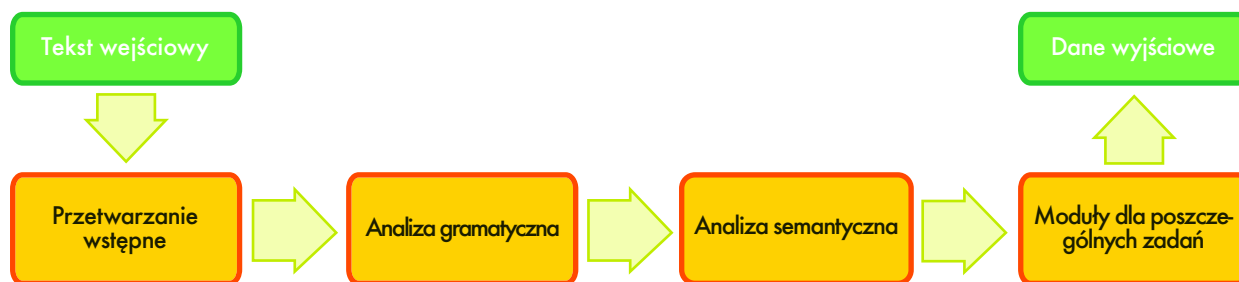 Tekst wejściowy
Dane wyjściowe
Przetwarzanie
wstępne
Analiza gramatyczna
Analiza semantyczna
Moduły dla poszcze-
gólnych zadań